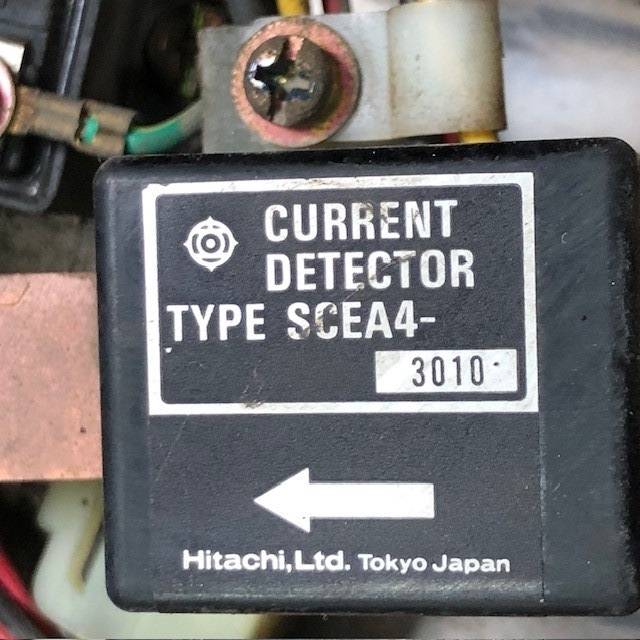 CURRENT
DETECTOR
TYPE SCEA4-
3010
Hitachi,Ltd. Tokyo Japan